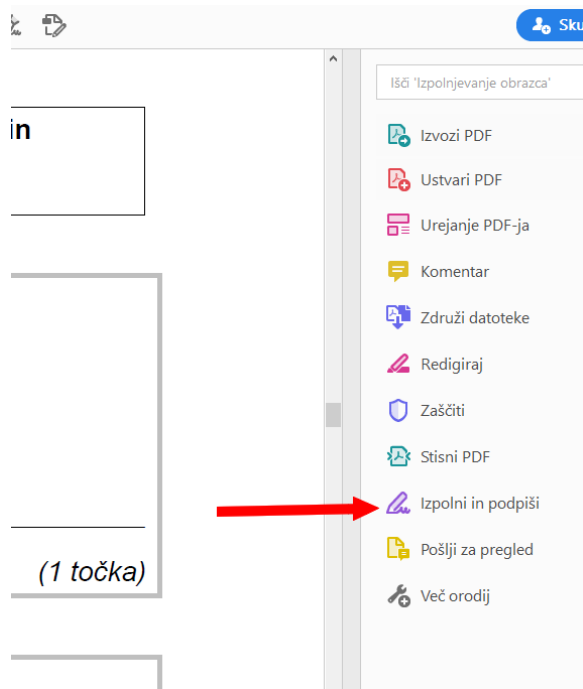 Sku
Išči 'Izpolnjevanje obrazca'
in
Izvozi PDF
Ustvari PDF
Urejanje PDF-ja
Komentar
Združi datoteke
Redigiraj
Zaščiti
Stisni PDF
Izpolni in podpiši
Pošlji za pregled
(1 točka)
Več orodij